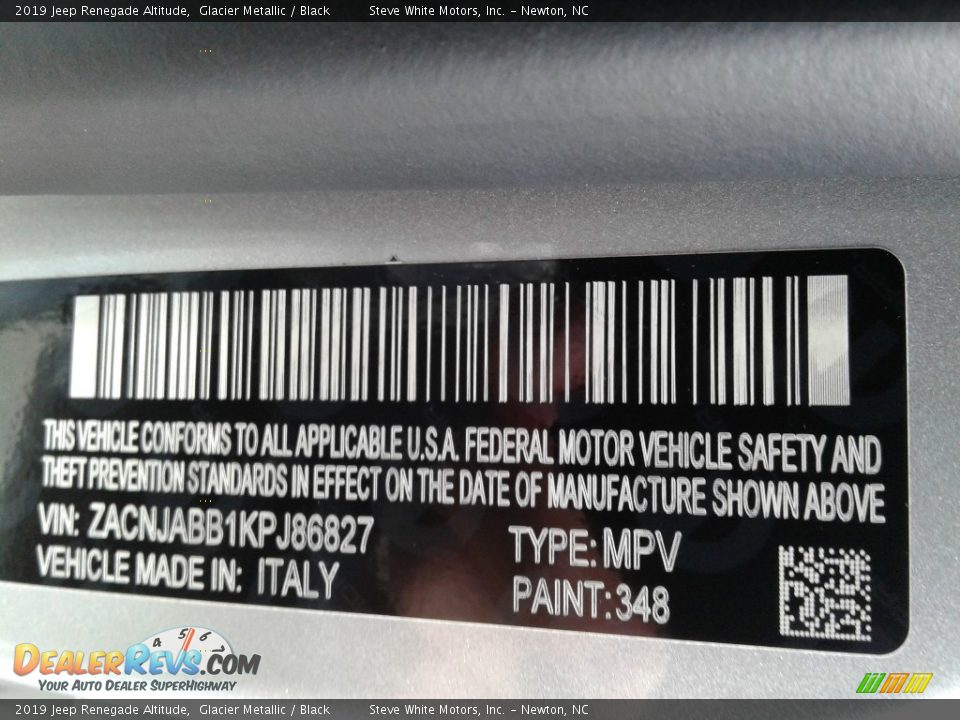 2019 Jeep Renegade Altitude,  Glacier Metallic / Black  Steve White Motors, Inc. – Newton, NC
THIS VEHICLE CONFORMS TO ALL APPLICABLE U.S.A. FEDERAL MOTOR VEHICLE SAFETY AND
THEFT PREVENTION STANDARDS IN EFFECT ON THE DATE OF MANUFACTURE SHOWN ABOVE
VIN: ZACNJABB1KPJ86827
TYPE: MPV
VEHICLE MADE IN: ITALY
PAINT: 348
4 5 6
DEALERREVS.COM
YOUR AUTO DEALER SUPERHIGHWAY
2019 Jeep Renegade Altitude,  Glacier Metallic / Black  Steve White Motors, Inc. – Newton, NC